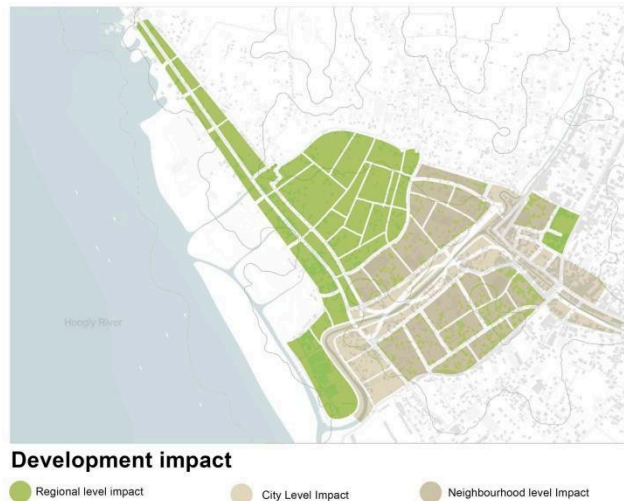 Hoogly River
Development impact
Regional level impact
City Level Impact
Neighbourhood level Impact